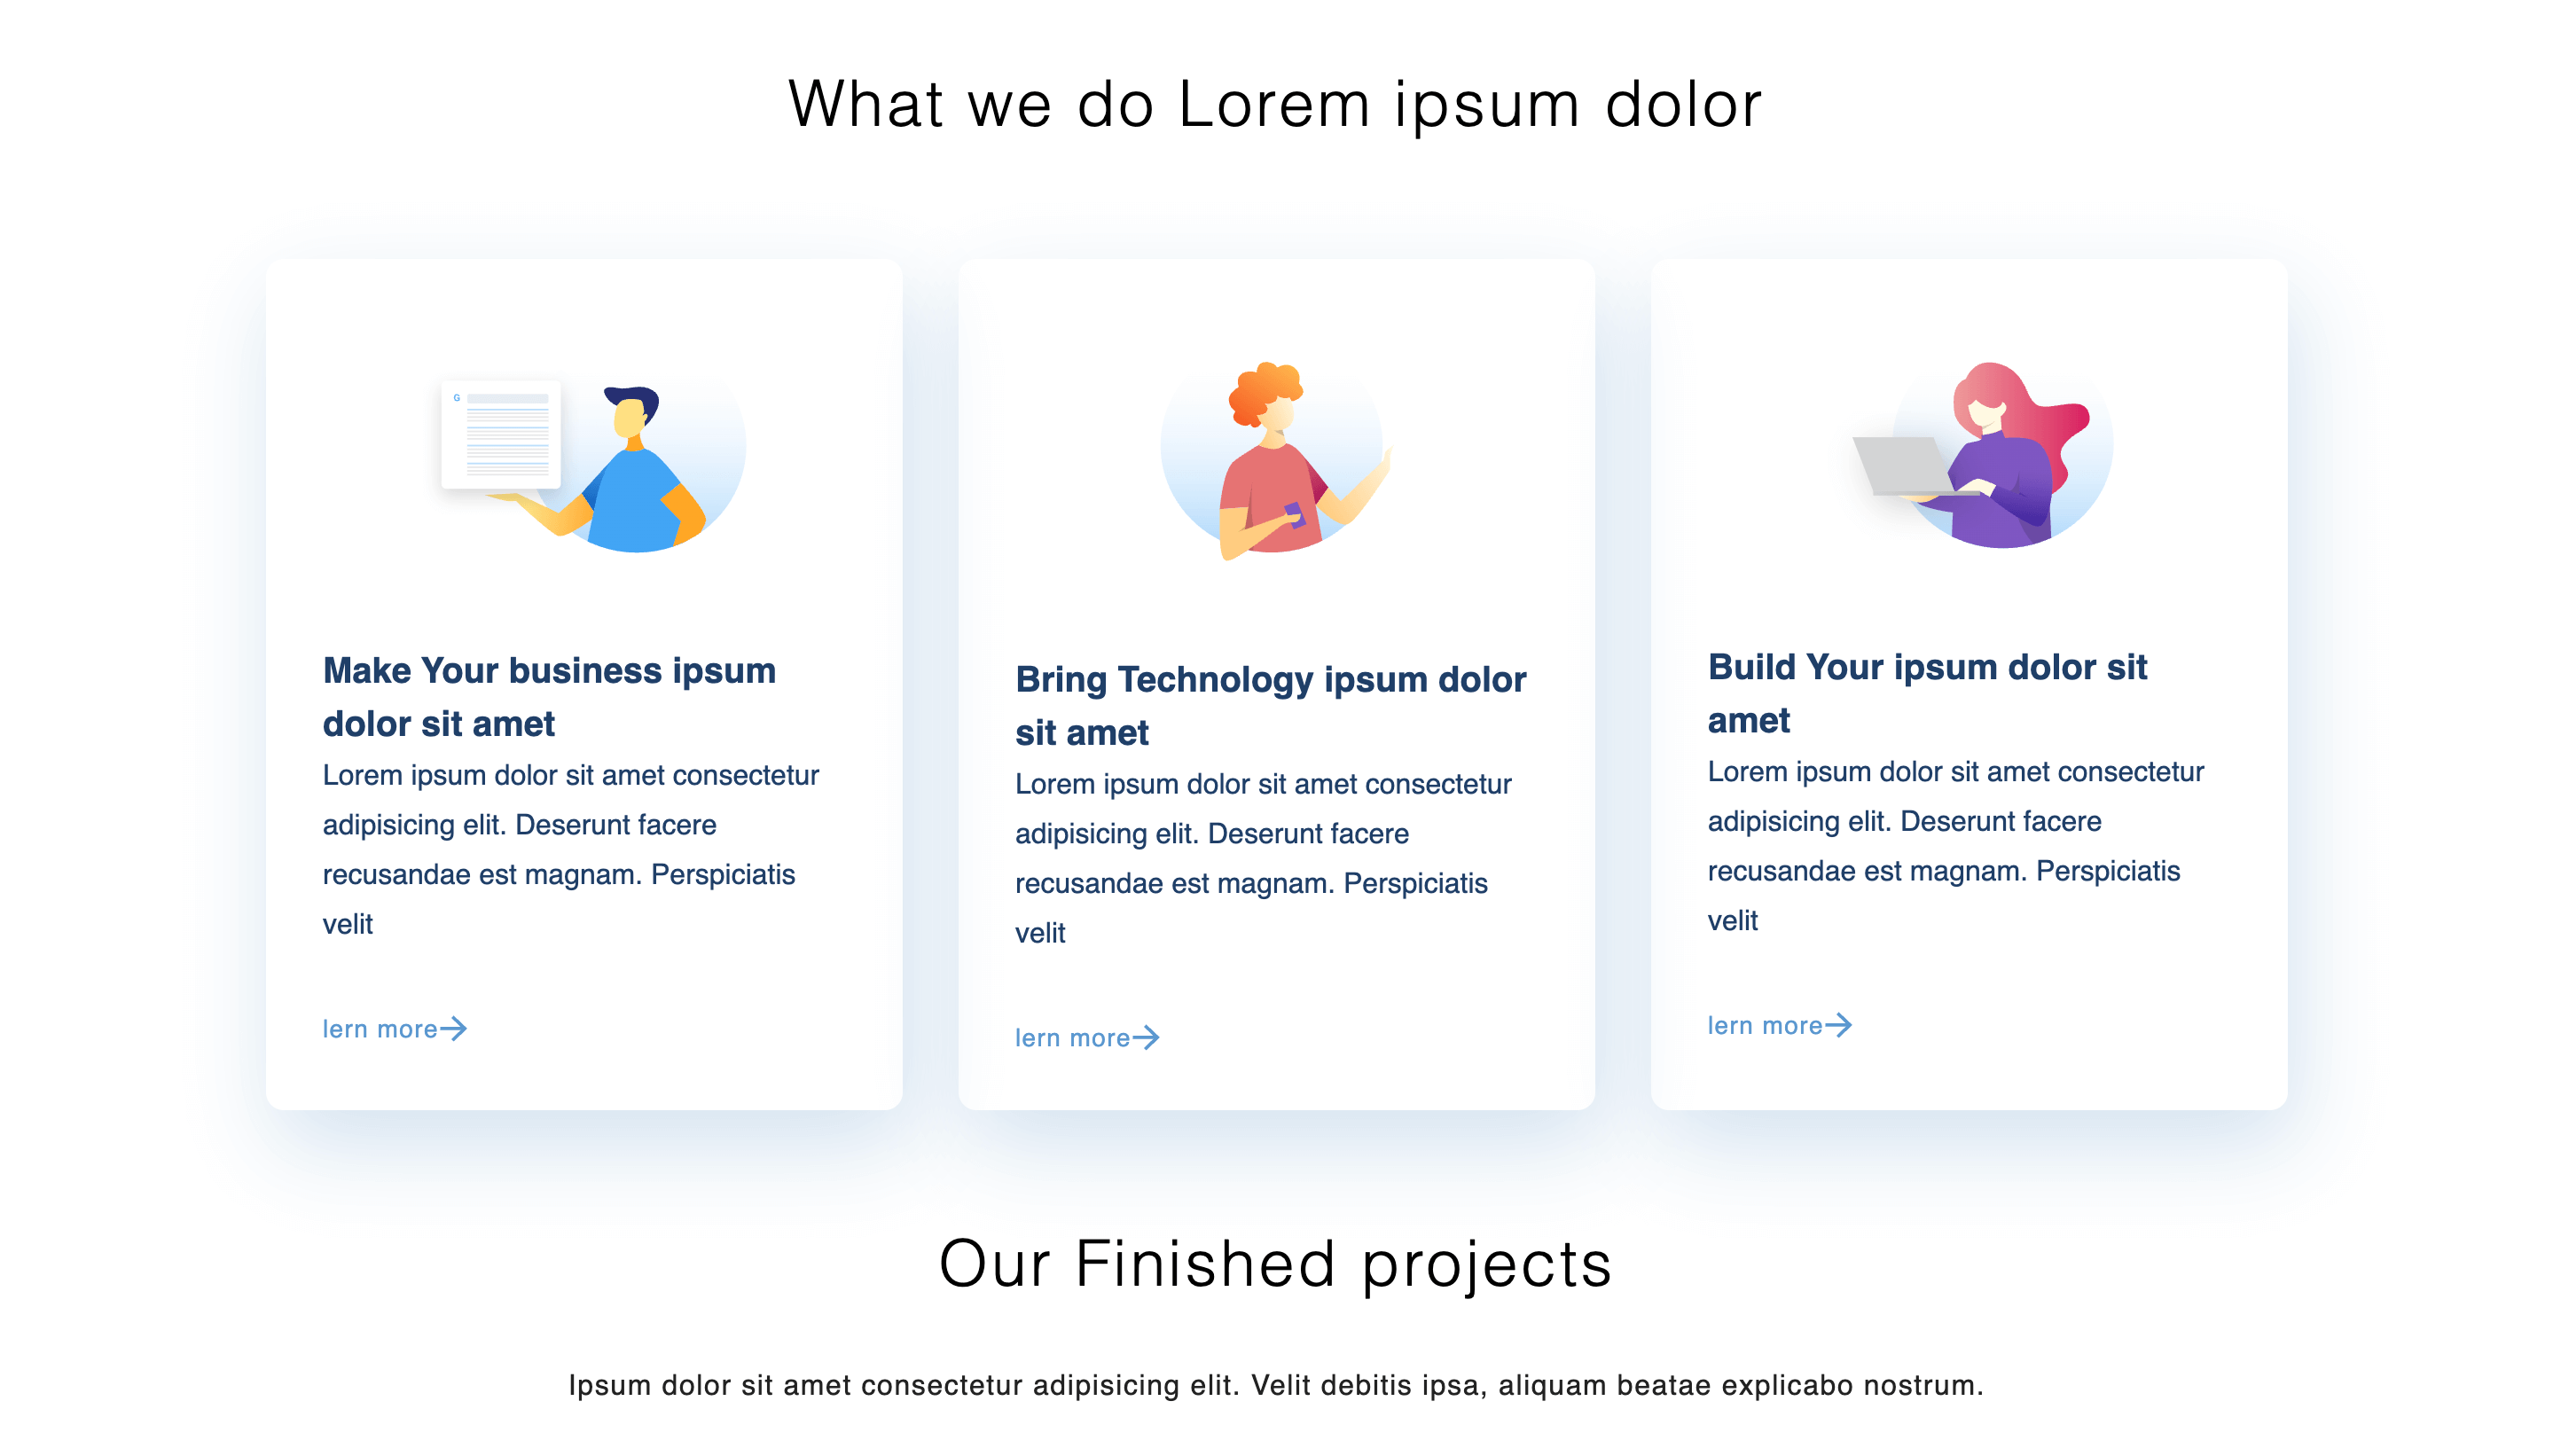 What we do Lorem ipsum dolor
G
Make Your business ipsum
dolor sit amet
Lorem ipsum dolor sit amet consectetur
adipisicing elit. Deserunt facere
recusandae est magnam. Perspiciatis
velit
lern more
Bring Technology ipsum dolor
sit amet
Lorem ipsum dolor sit amet consectetur
adipisicing elit. Deserunt facere
recusandae est magnam. Perspiciatis
velit
lern more
Build Your ipsum dolor sit
amet
Lorem ipsum dolor sit amet consectetur
adipisicing elit. Deserunt facere
recusandae est magnam. Perspiciatis
velit
lern more
Our Finished projects
Ipsum dolor sit amet consectetur adipisicing elit. Velit debitis ipsa, aliquam beatae explicabo nostrum.